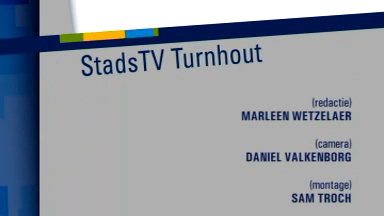 StadsTV Turnhout
(redactie)
MARLEEN WETZELAER
(camera)
DANIEL VALKENBORG
(montage)
SAM TROCH